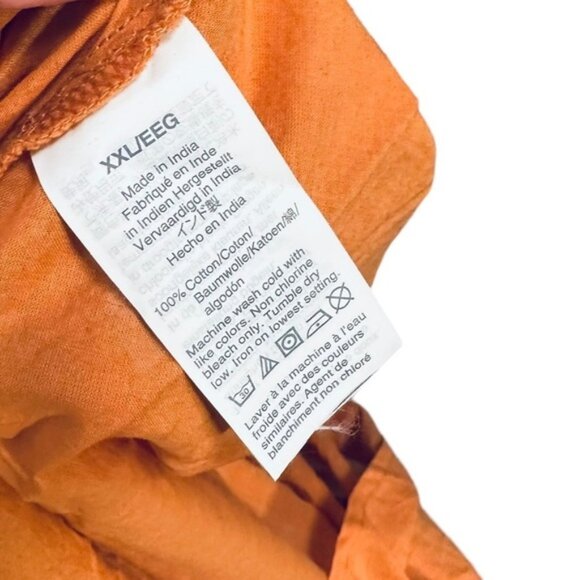 XXL/EEG
Made in India
Fabriqué en Inde
in Indien Hergestellt
Vervaardigd in India
インド製
Hecho en India
100% Cotton/Coton/
Baumwolle/Katoen/綿/
algodón
Machine wash cold with
like colors. Non chlorine
bleach only. Tumble dry
low. Iron on lowest setting.
30
Laver à la machine à l'eau
froide avec des couleurs
similaires. Agent de
blanchiment non chloré